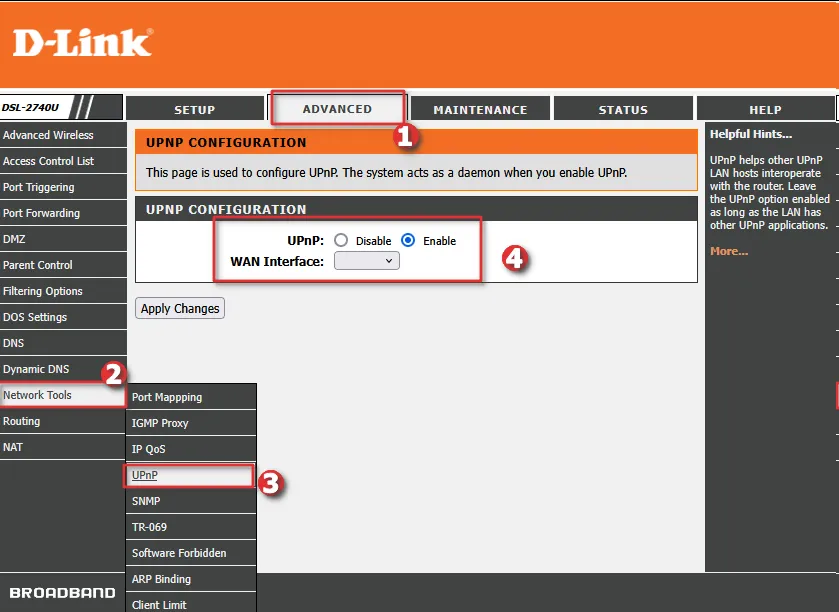 D-Link®
DSL-2740U
SETUP
ADVANCED
MAINTENANCE
STATUS
HELP
1
Advanced Wireless
Access Control List
Port Triggering
Port Forwarding
DMZ
Parent Control
Filtering Options
DOS Settings
DNS
Dynamic DNS
2
Network Tools
Routing
NAT
Port Mappping
IGMP Proxy
IP QoS
UPnP
3
SNMP
TR-069
Software Forbidden
ARP Binding
Client Limit
UPNP CONFIGURATION
This page is used to configure UPnP. The system acts as a daemon when you enable UPnP.
UPNP CONFIGURATION
UPnP: Disable Enable
WAN Interface:
4
Apply Changes
Helpful Hints...
UPnP helps other UPnP
LAN hosts interoperate
with the router. Leave
the UPnP option enabled
as long as the LAN has
other UPnP applications.
More...
BROADBAND